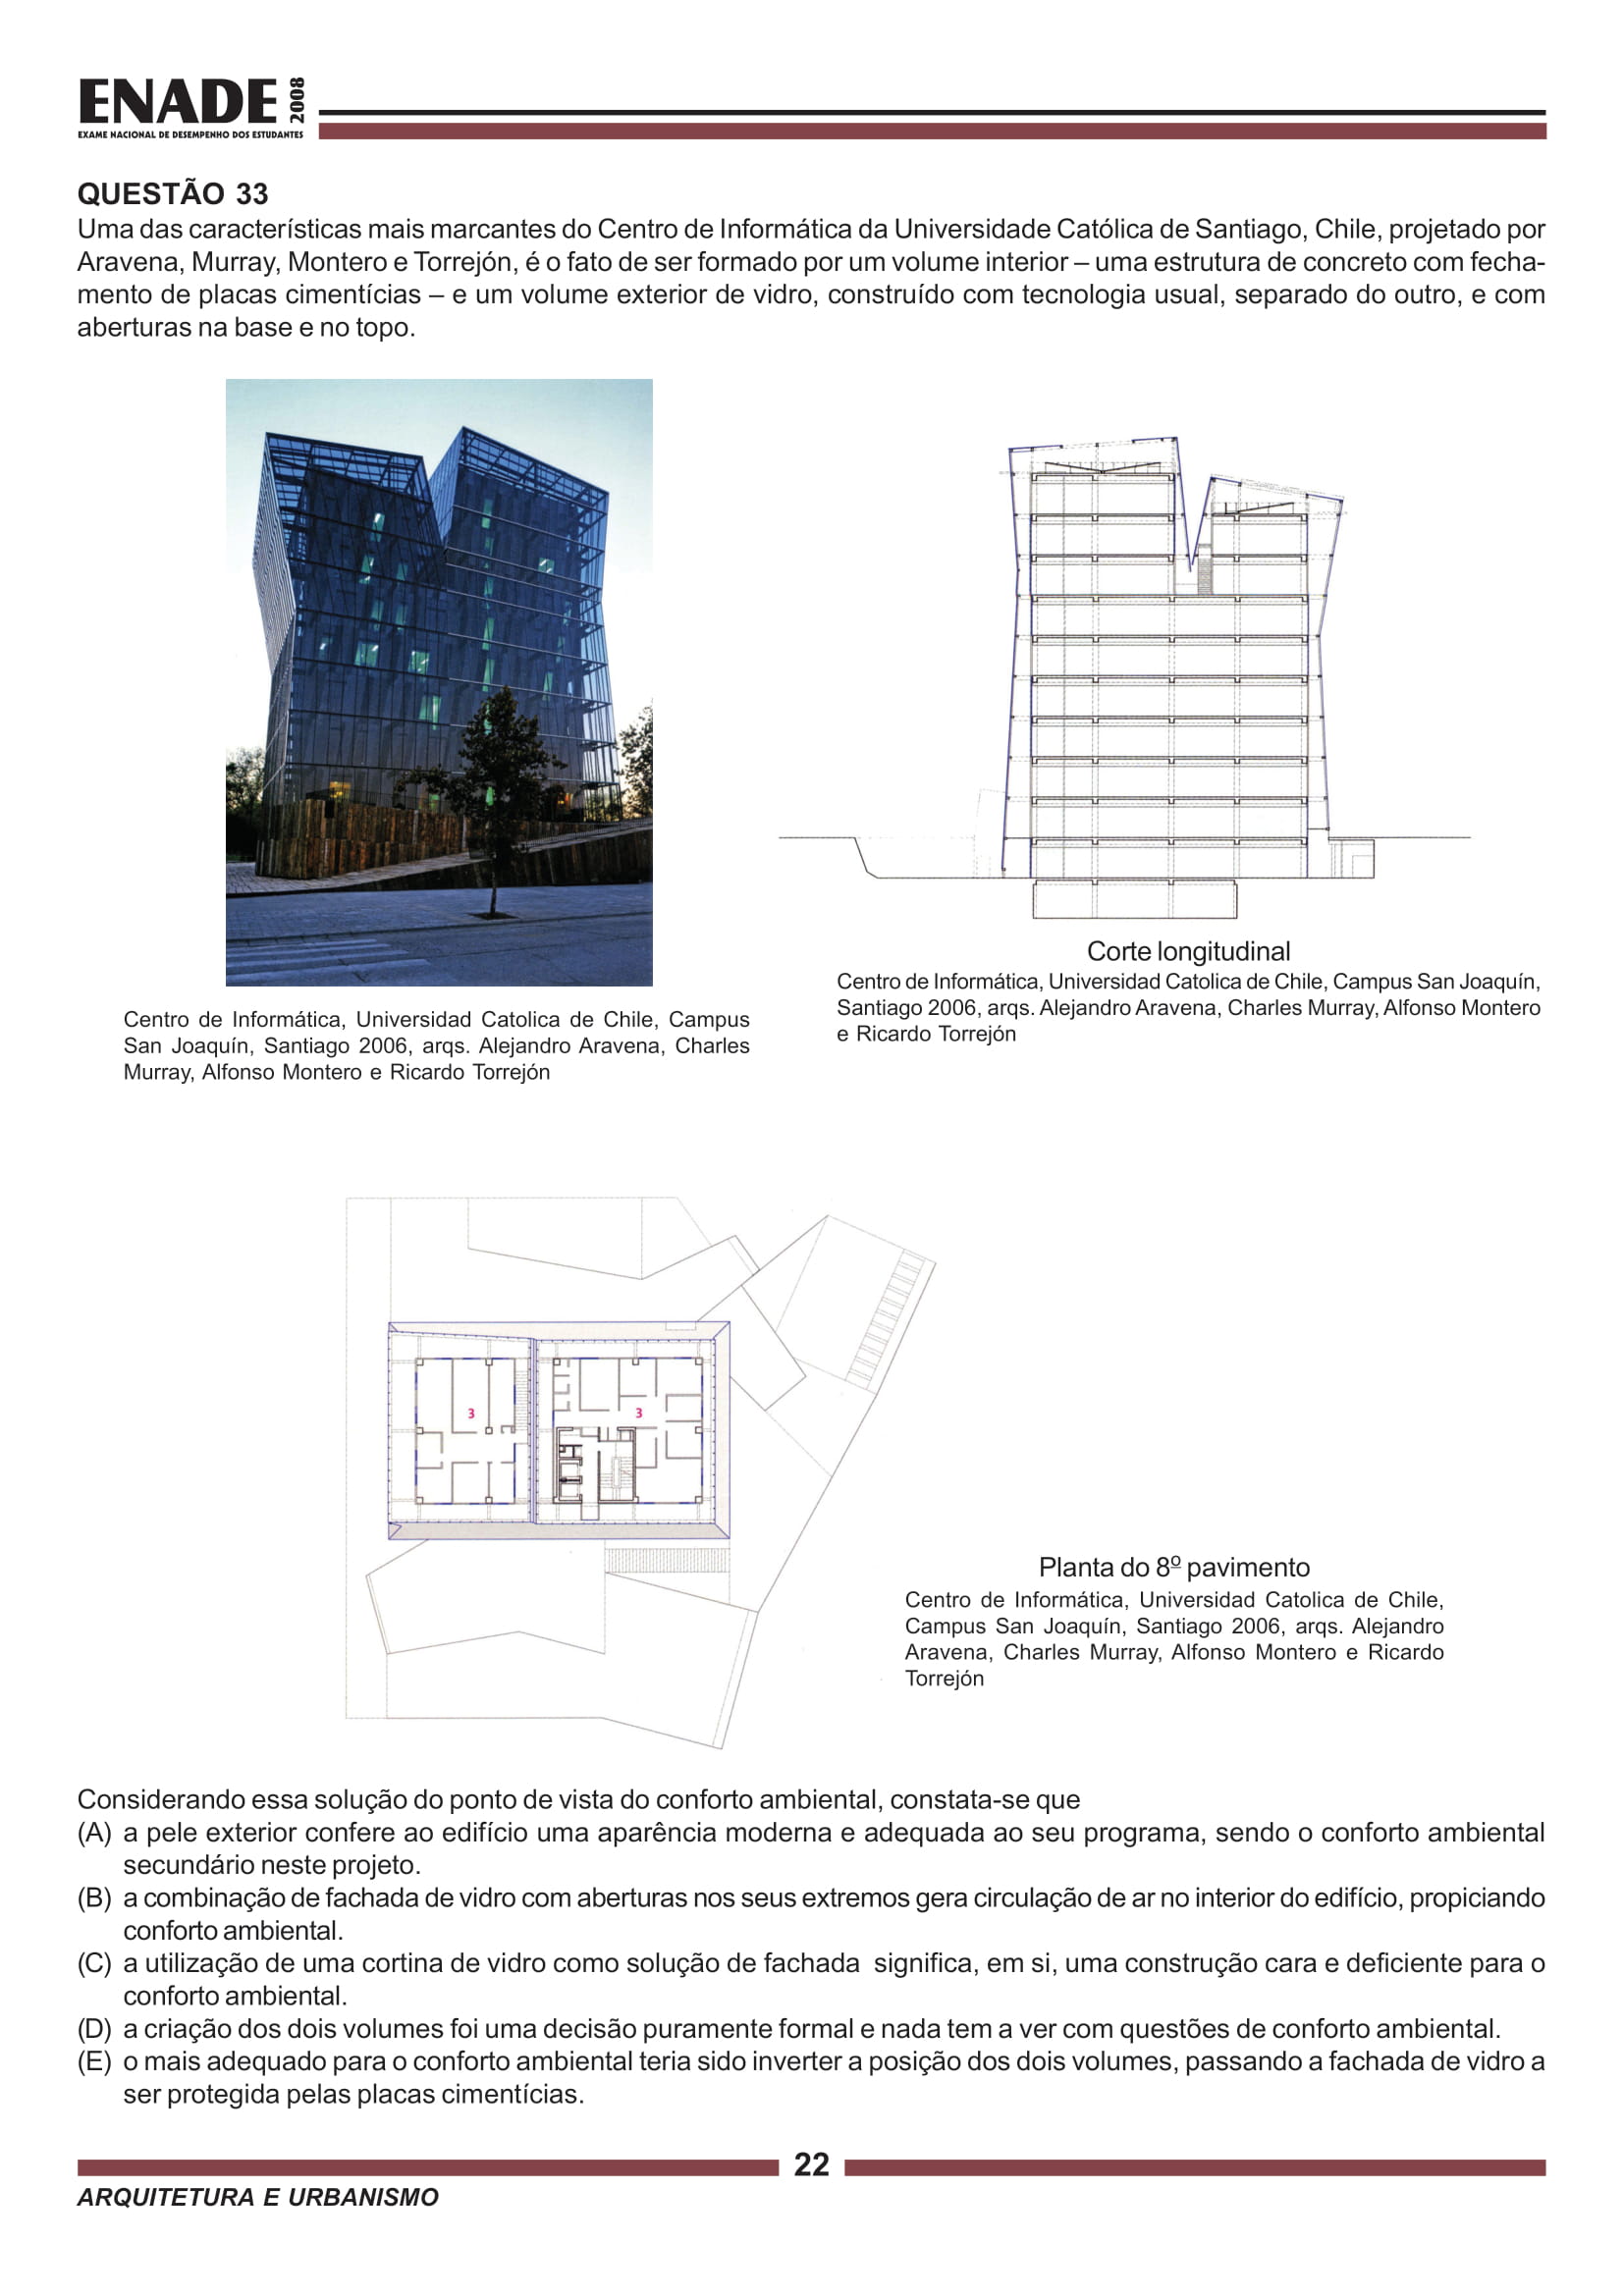 ENADE 2008
EXAME NACIONAL DE DESEMPENHO DOS ESTUDANTES
QUESTÃO 33
Uma das características mais marcantes do Centro de Informática da Universidade Católica de Santiago, Chile, projetado por
Aravena, Murray, Montero e Torrejón, é o fato de ser formado por um volume interior – uma estrutura de concreto com fecha-
mento de placas cimentícias – e um volume exterior de vidro, construído com tecnologia usual, separado do outro, e com
aberturas na base e no topo.
Corte longitudinal
Centro de Informática, Universidad Catolica de Chile, Campus San Joaquín,
Santiago 2006, arqs. Alejandro Aravena, Charles Murray, Alfonso Montero
e Ricardo Torrejón
Centro de Informática, Universidad Catolica de Chile, Campus
San Joaquín, Santiago 2006, arqs. Alejandro Aravena, Charles
Murray, Alfonso Montero e Ricardo Torrejón
3
3
Planta do 8º pavimento
Centro de Informática, Universidad Catolica de Chile,
Campus San Joaquín, Santiago 2006, arqs. Alejandro
Aravena, Charles Murray, Alfonso Montero e Ricardo
Torrejón
Considerando essa solução do ponto de vista do conforto ambiental, constata-se que
(A) a pele exterior confere ao edifício uma aparência moderna e adequada ao seu programa, sendo o conforto ambiental
secundário neste projeto.
(B) a combinação de fachada de vidro com aberturas nos seus extremos gera circulação de ar no interior do edifício, propiciando
conforto ambiental.
(C) a utilização de uma cortina de vidro como solução de fachada significa, em si, uma construção cara e deficiente para o
conforto ambiental.
(D) a criação dos dois volumes foi uma decisão puramente formal e nada tem a ver com questões de conforto ambiental.
(E) o mais adequado para o conforto ambiental teria sido inverter a posição dos dois volumes, passando a fachada de vidro a
ser protegida pelas placas cimentícias.
22
ARQUITETURA E URBANISMO